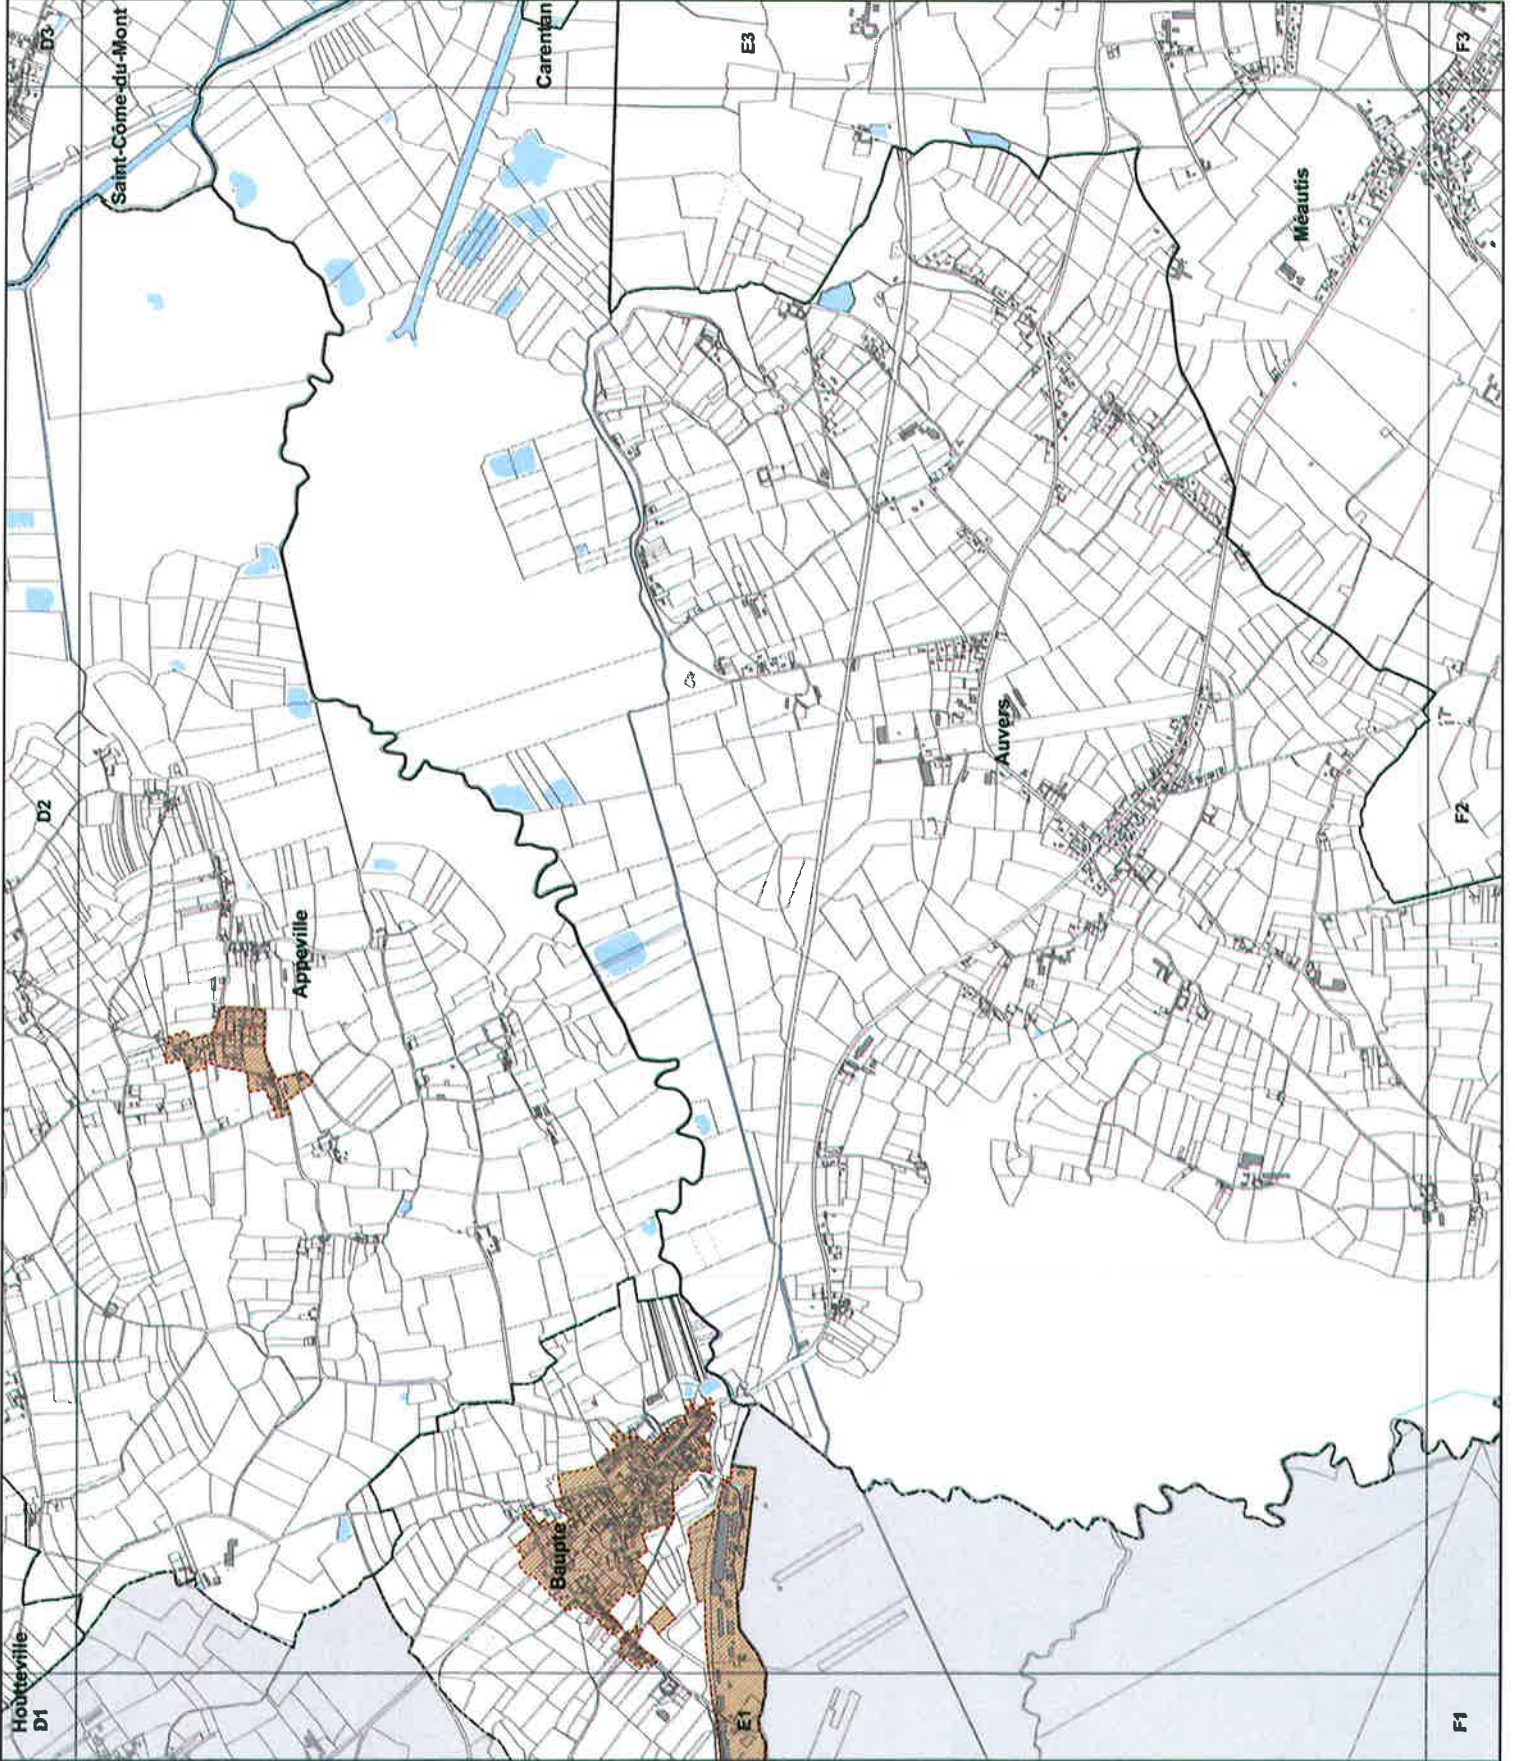 Houtteville
D1
D2
D3
Saint-Côme-du-Mont
Appeville
Carentan
Baupte
E1
E3
Auvers
Méautis
F1
F2
F3